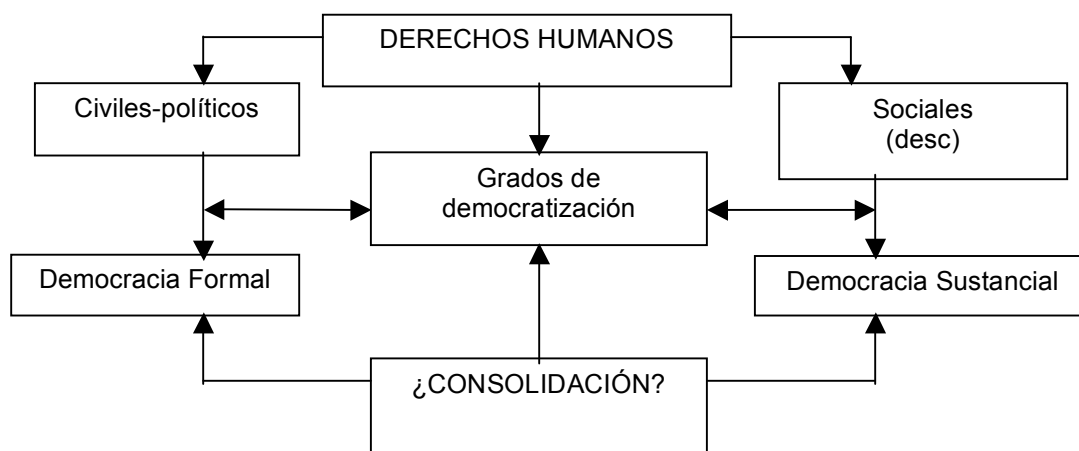 DERECHOS HUMANOS
Civiles-políticos
Sociales
(desc)
Grados de
democratización
Democracia Formal
Democracia Sustancial
¿CONSOLIDACIÓN?